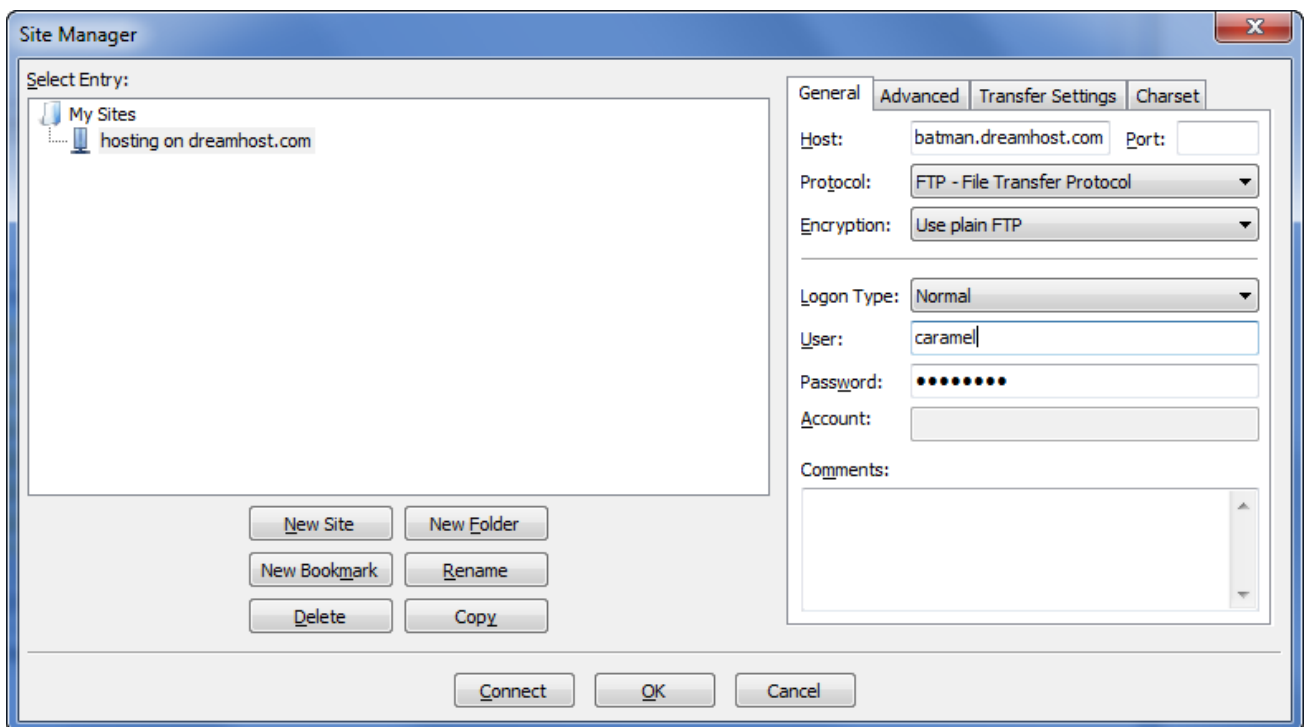 Site Manager
X
Select Entry:
My Sites
hosting on dreamhost.com
New Site New Folder
New Bookmark Rename
Delete Copy
General Advanced Transfer Settings Charset
Host: batman.dreamhost.com Port:
Protocol: FTP - File Transfer Protocol
Encryption: Use plain FTP
Logon Type: Normal
User: caramel
Password: ••••••••
Account:
Comments:
Connect OK Cancel